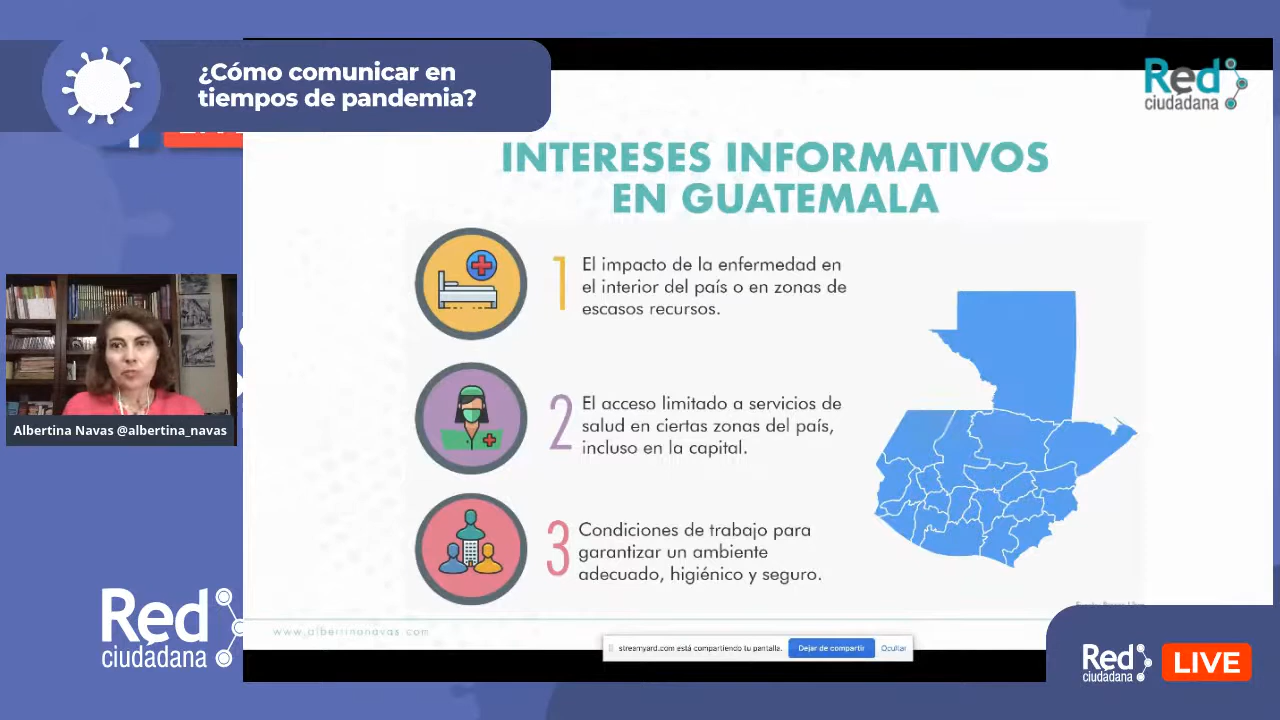 ¿Cómo comunicar en
tiempos de pandemia?
Red
ciudadana
INTERESES INFORMATIVOS
EN GUATEMALA
1
El impacto de la enfermedad en
el interior del país o en zonas de
escasos recursos.
2
El acceso limitado a servicios de
salud en ciertas zonas del país,
incluso en la capital.
3
Condiciones de trabajo para
garantizar un ambiente
adecuado, higiénico y seguro.
Albertina Navas @albertina_navas
Red
ciudadana
www.albertinanavas.com
streamyard.com está compartiendo tu pantalla.
Dejar de compartir
Ocultar
Red
ciudadana
LIVE